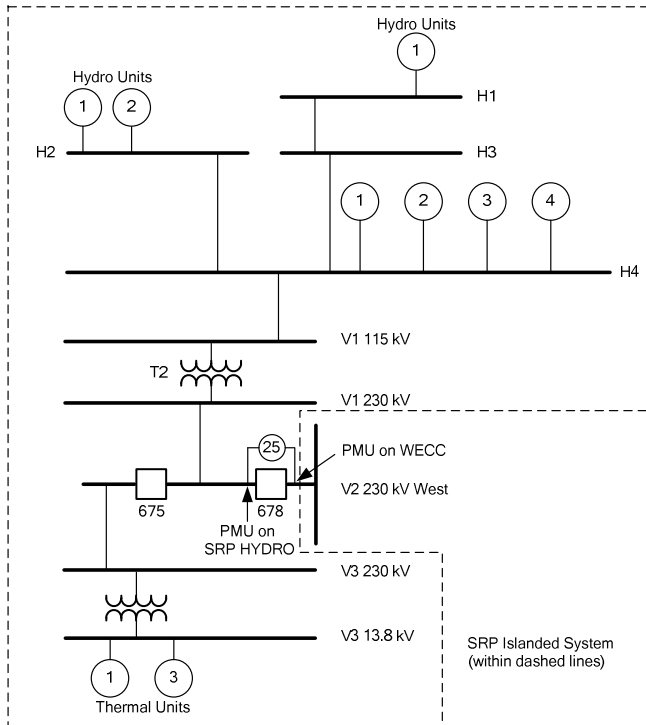 1
Hydro Units
H1
Hydro Units
1
2
H2
H3
1
2
3
4
H4
V1 115 kV
T2
V1 230 kV
25
PMU on WECC
V2 230 kV West
675
678
PMU on
SRP HYDRO
V3 230 kV
V3 13.8 kV
1
3
Thermal Units
SRP Islanded System
(within dashed lines)